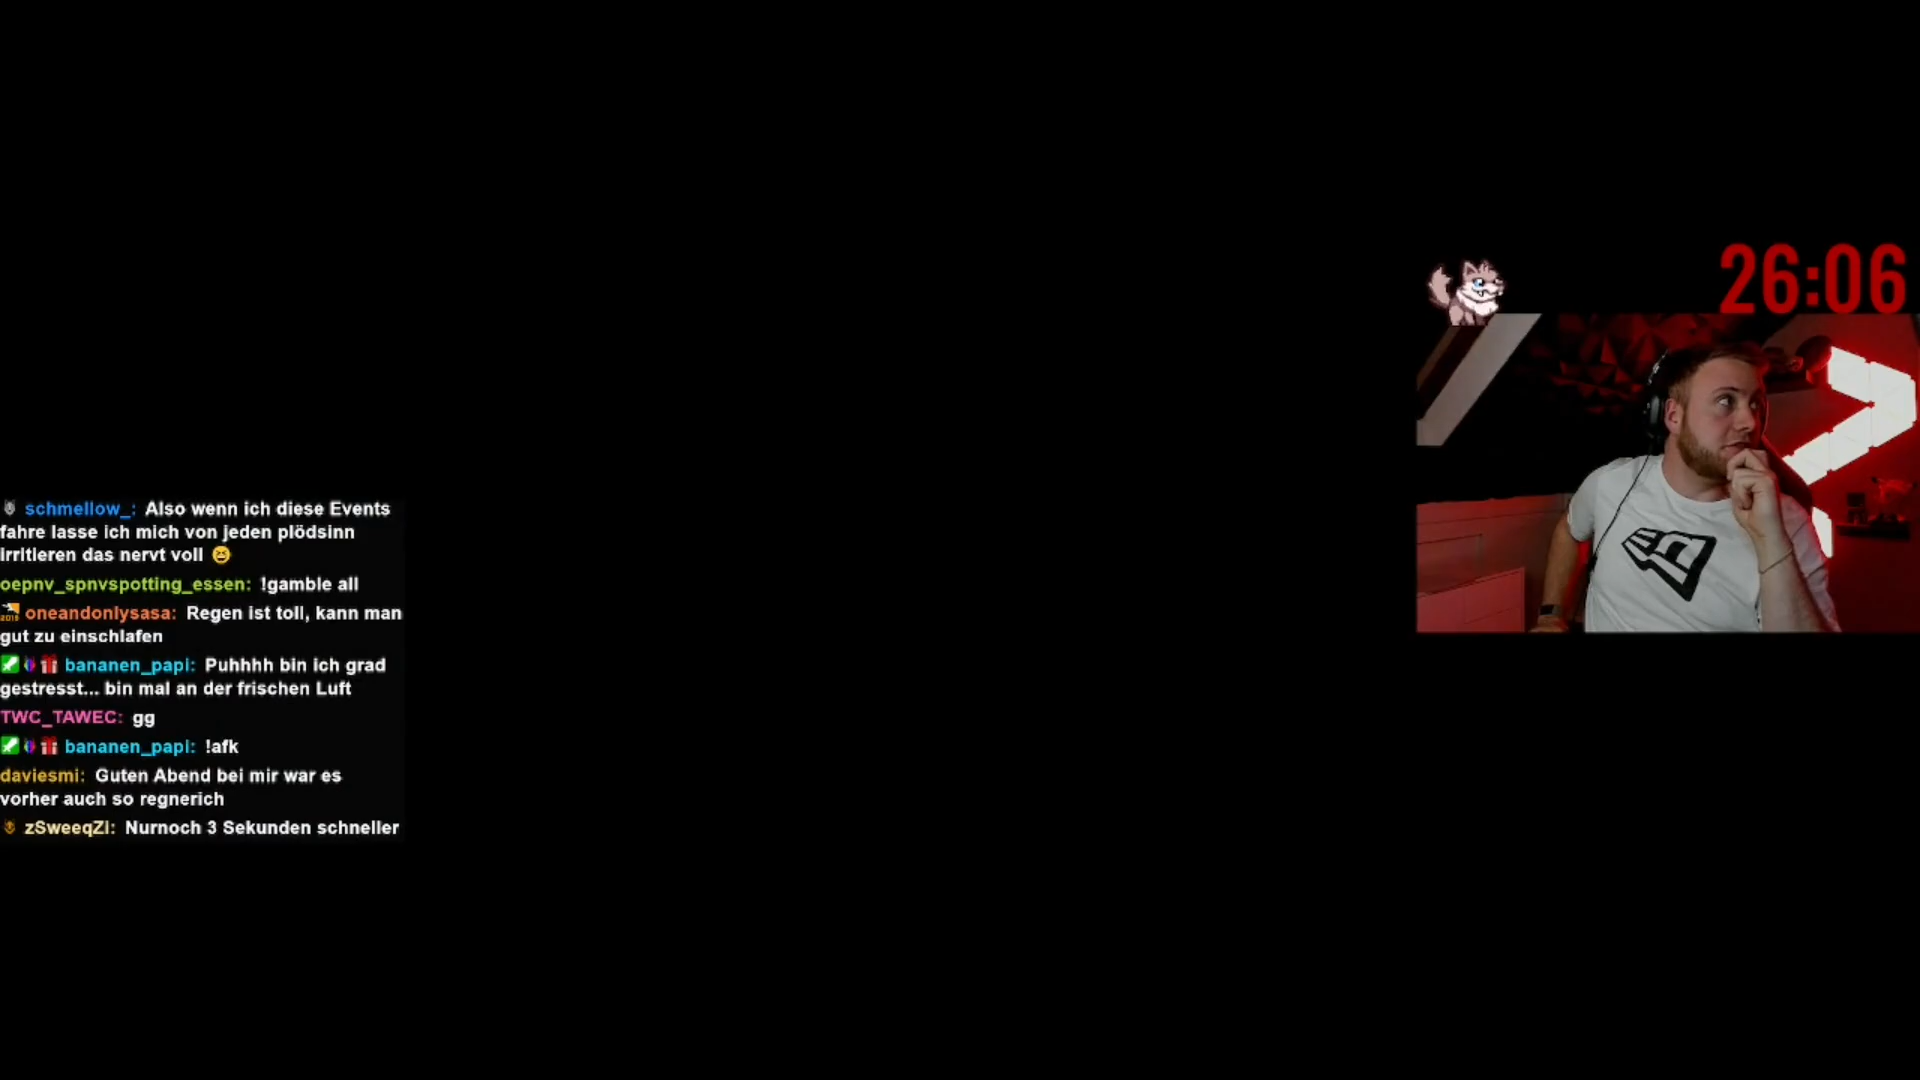 26:06
schmellow_: Also wenn ich diese Events
fahre lasse ich mich von jeden plödsinn
irritieren das nervt voll 😆
oepnv_spnvspotting_essen: !gamble all
oneandonlysasa: Regen ist toll, kann man
gut zu einschlafen
bananen_papi: Puhhhh bin ich grad
gestresst... bin mal an der frischen Luft
TWC_TAWEC: gg
bananen_papi: !afk
daviesmi: Guten Abend bei mir war es
vorher auch so regnerich
zSweeqZi: Nurnoch 3 Sekunden schneller